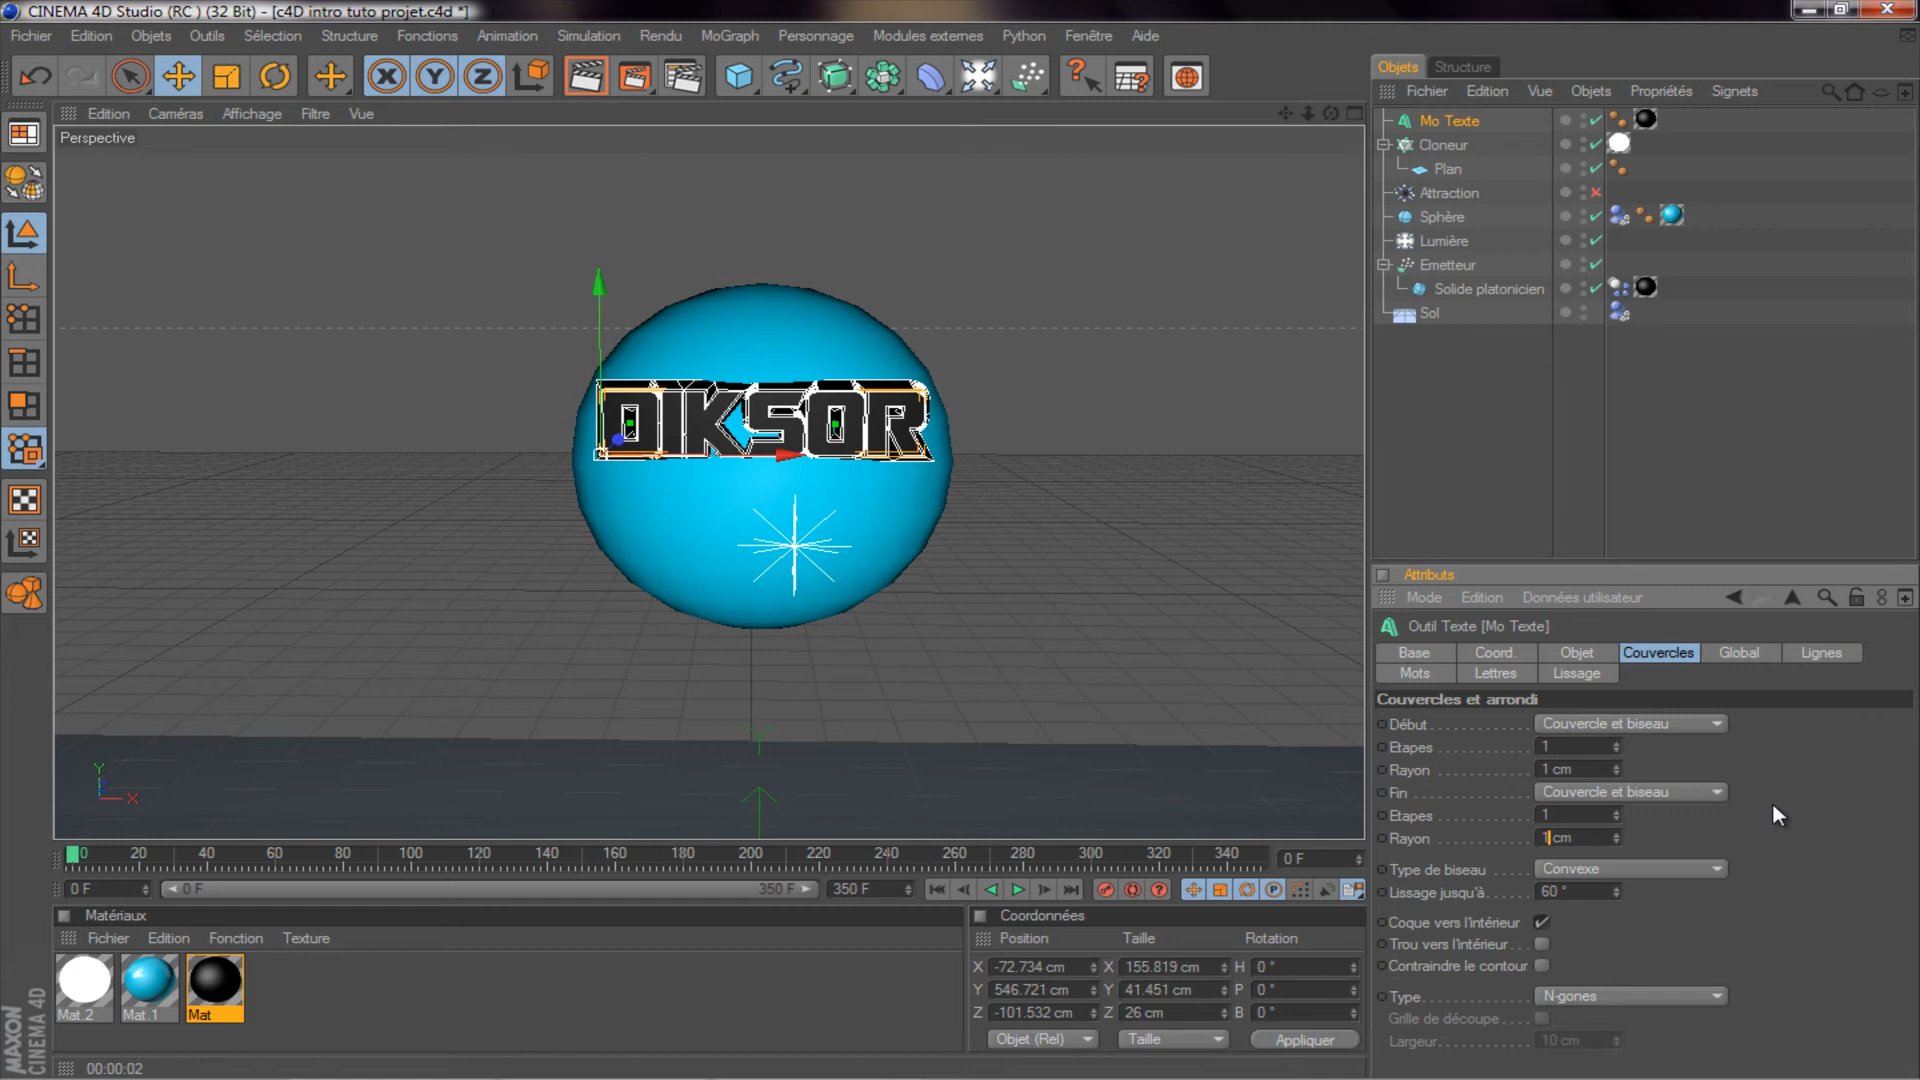 CINEMA 4D Studio (RC ) (32 Bit) - [c4D intro tuto projet.c4d *]
Fichier Edition Objets Outils Sélection Structure Fonctions Animation Simulation Rendu MoGraph Personnage Modules externes Python Fenêtre Aide
X Y Z
Edition Caméras Affichage Filtre Vue
Perspective
DIKSOR
Y
X
0 20 40 60 80 100 120 140 160 180 200 220 240 260 280 300 320 340 0 F
0 F 0 F 350 F 350 F
Matériaux
Fichier Edition Fonction Texture
Mat.2 Mat.1 Mat
MAXON
CINEMA 4D
00:00:02
Coordonnées
Position Taille Rotation
X -72.734 cm X 155.819 cm H 0 °
Y 546.721 cm Y 41.451 cm P 0 °
Z -101.532 cm Z 26 cm B 0 °
Objet (Rel) Taille Appliquer
Objets Structure
Fichier Edition Vue Objets Propriétés Signets
Mo Texte
Cloneur
Plan
Attraction
Sphère
Lumière
Emetteur
Solide platonicien
Sol
Attributs
Mode Edition Données utilisateur
Outil Texte [Mo Texte]
Base Coord. Objet Couvercles Global Lignes
Mots Lettres Lissage
Couvercles et arrondi
Début Couvercle et biseau
Etapes 1
Rayon 1 cm
Fin Couvercle et biseau
Etapes 1
Rayon 1 cm
Type de biseau Convexe
Lissage jusqu'à 60 °
Coque vers l'intérieur
Trou vers l'intérieur
Contraindre le contour
Type N-gones
Grille de découpe
Largeur 10 cm